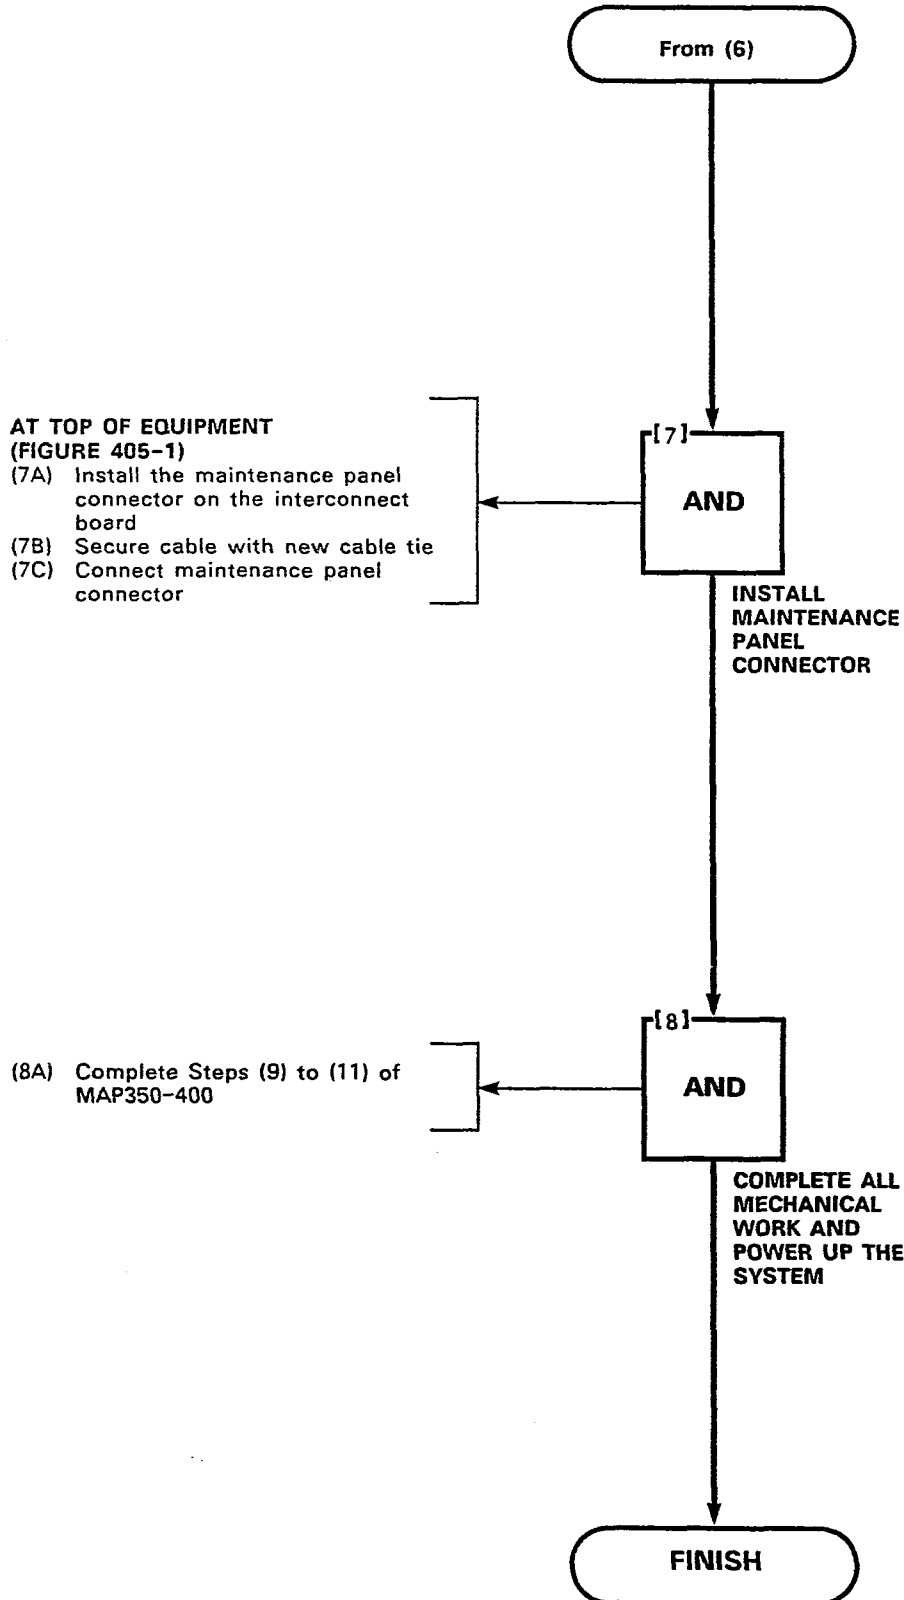 From (6)
AT TOP OF EQUIPMENT
(FIGURE 405-1)
(7A) Install the maintenance panel
connector on the interconnect
board
(7B) Secure cable with new cable tie
(7C) Connect maintenance panel
connector
[7]
AND
INSTALL
MAINTENANCE
PANEL
CONNECTOR
(8A) Complete Steps (9) to (11) of
MAP350-400
[8]
AND
COMPLETE ALL
MECHANICAL
WORK AND
POWER UP THE
SYSTEM
FINISH